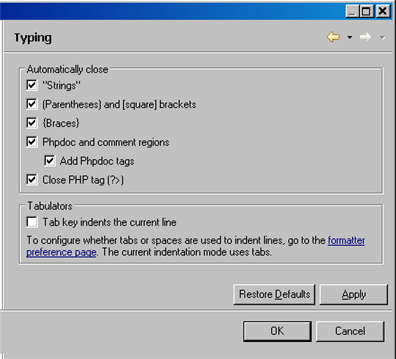 Typing
Automatically close
"Strings"
(Parentheses) and [square] brackets
{Braces}
Phpdoc and comment regions
Add Phpdoc tags
Close PHP tag (?>)
Tabulators
Tab key indents the current line
To configure whether tabs or spaces are used to indent lines, go to the formatter
preference page. The current indentation mode uses tabs.
Restore Defaults Apply
OK Cancel